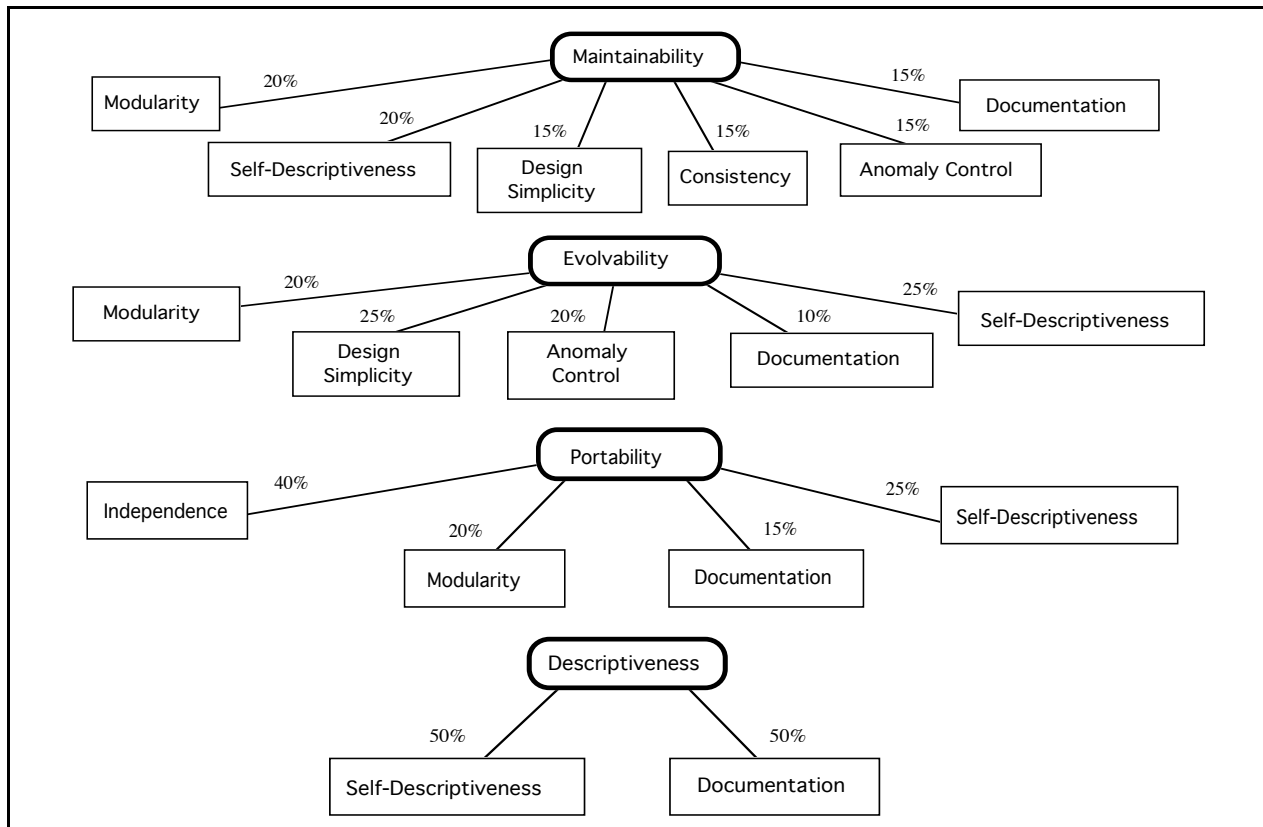 Maintainability
20%
15%
Modularity
Documentation
20%
15%
15%
15%
Self-Descriptiveness
Design
Simplicity
Consistency
Anomaly Control
Evolvability
20%
25%
Modularity
Self-Descriptiveness
25%
20%
10%
Design
Simplicity
Anomaly
Control
Documentation
Portability
40%
25%
Independence
Self-Descriptiveness
20%
15%
Modularity
Documentation
Descriptiveness
50%
50%
Self-Descriptiveness
Documentation